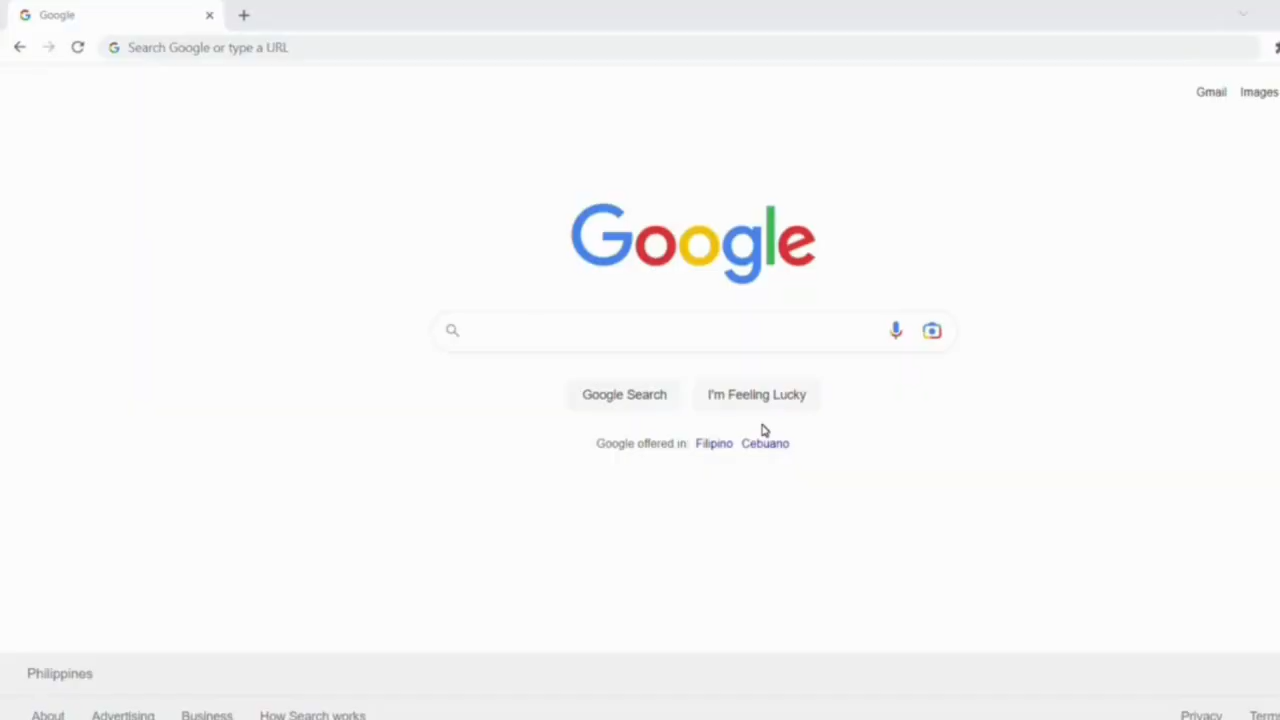 Google
Search Google or type a URL
Gmail Images
Google
Google Search I'm Feeling Lucky
Google offered in: Filipino Cebuano
Philippines
About Advertising Business How Search works
Privacy Terms